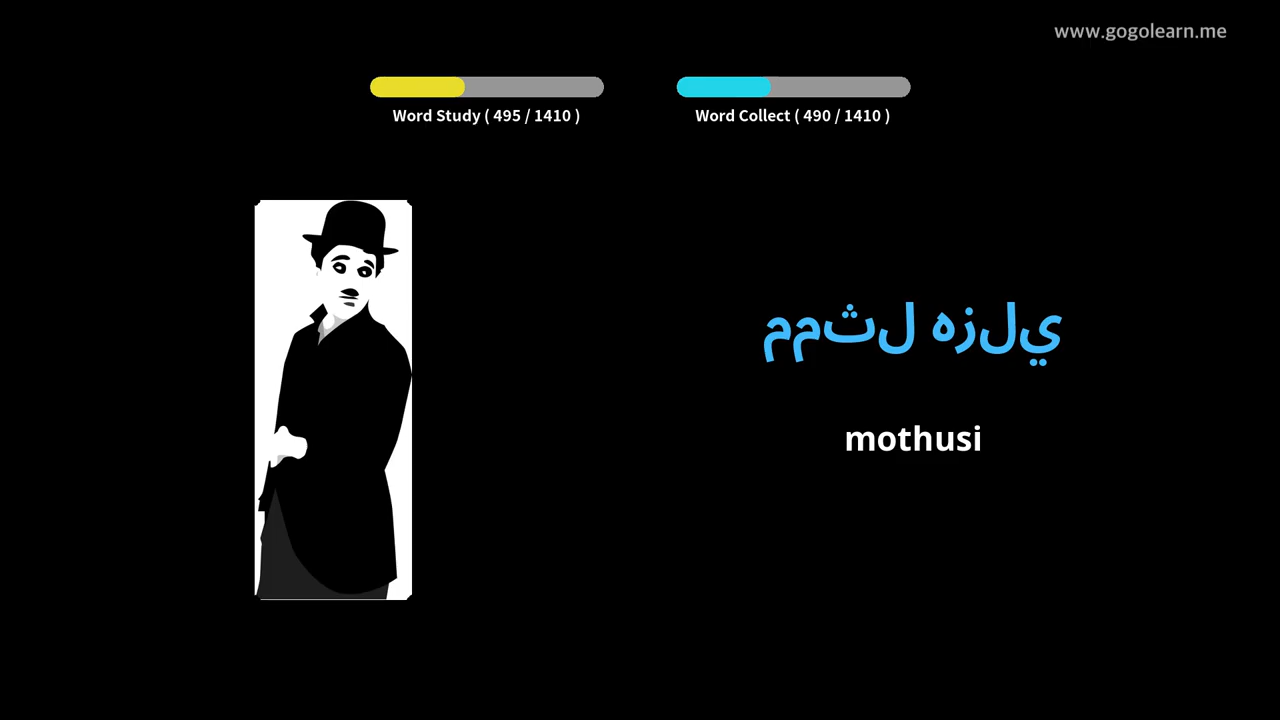 www.gogolearn.me
Word Study ( 495 / 1410 )
Word Collect ( 490 / 1410 )
ممثل هزلي
mothusi